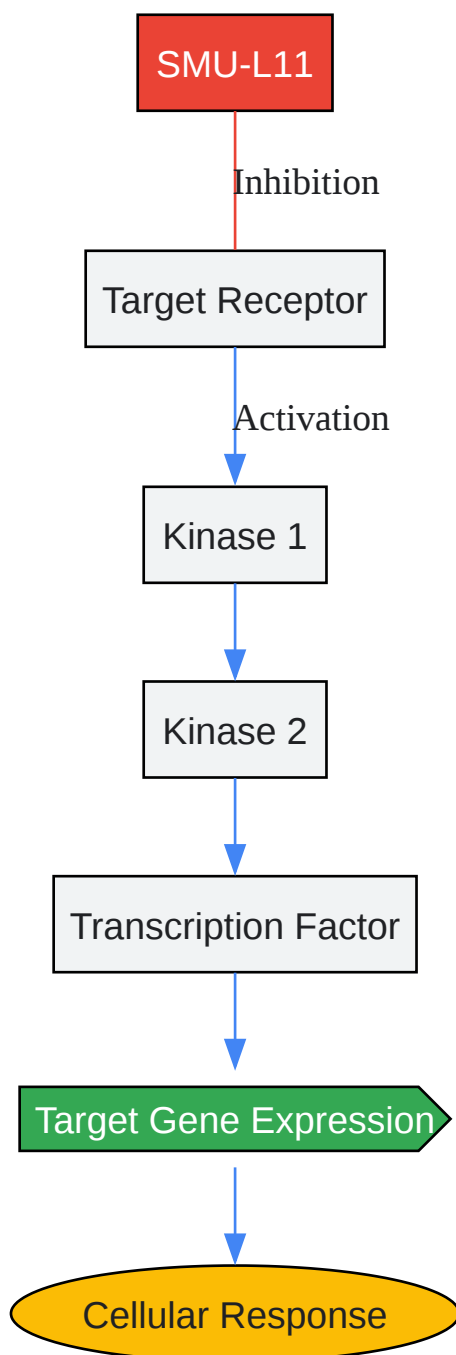 SMU-L11
Inhibition
Target Receptor
Activation
Kinase 1
Kinase 2
Transcription Factor
Target Gene Expression
Cellular Response